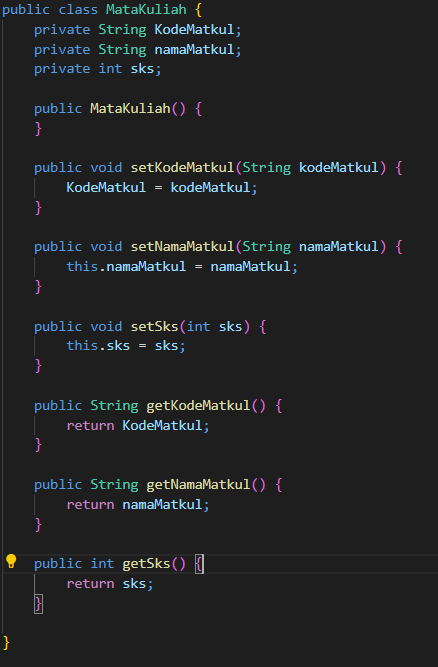 public class MataKuliah {
    private String KodeMatkul;
    private String namaMatkul;
    private int sks;

    public MataKuliah() {
    }

    public void setKodeMatkul(String kodeMatkul) {
        KodeMatkul = kodeMatkul;
    }

    public void setNamaMatkul(String namaMatkul) {
        this.namaMatkul = namaMatkul;
    }

    public void setSks(int sks) {
        this.sks = sks;
    }

    public String getKodeMatkul() {
        return KodeMatkul;
    }

    public String getNamaMatkul() {
        return namaMatkul;
    }

    public int getSks() {
        return sks;
    }

}